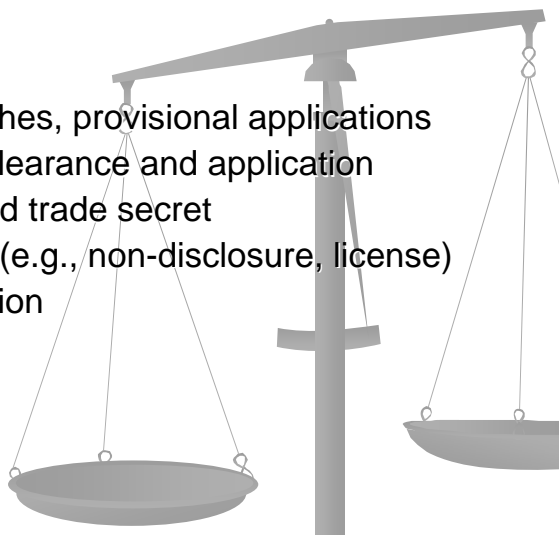 hes, provisional applications
learance and application
d trade secret
(e.g., non-disclosure, license)
ion